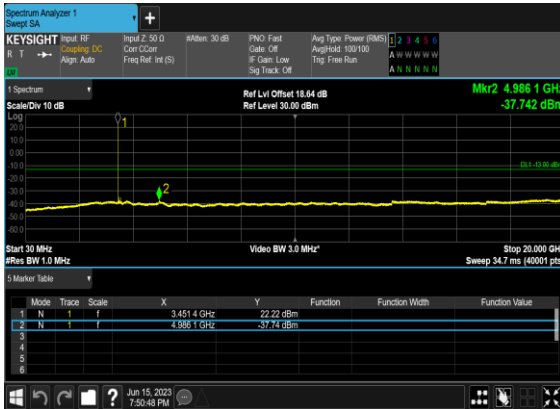 Spectrum Analyzer 1
Swept SA
+
KEYSIGHT Input: RF Input Z: 50 Ω #Atten: 30 dB PNO: Fast Avg Type: Power (RMS) 1 2 3 4 5 6
R T Coupling: DC Corr CCorr Gate: Off Avg|Hold: 100/100 A W W W W W
Align: Auto Freq Ref: Int (S) IF Gain: Low Trig: Free Run
Sig Track: Off A N N N N N
1 Spectrum Ref Lvl Offset 18.64 dB Mkr2 4.986 1 GHz
Scale/Div 10 dB Ref Level 30.00 dBm -37.742 dBm
Log
20.0
10.0
0.00
-10.0 DL1 -13.00 dBm
-20.0
-30.0
-40.0
-50.0
-60.0
1
2
Start 30 MHz Video BW 3.0 MHz* Stop 20.000 GH
#Res BW 1.0 MHz Sweep 34.7 ms (40001 pts
5 Marker Table
Mode Trace Scale X Y Function Function Width Function Value
1 N 1 f 3.451 4 GHz 22.22 dBm
2 N 1 f 4.986 1 GHz -37.74 dBm
3
4
5
6
? Jun 15, 2023
7:50:48 PM